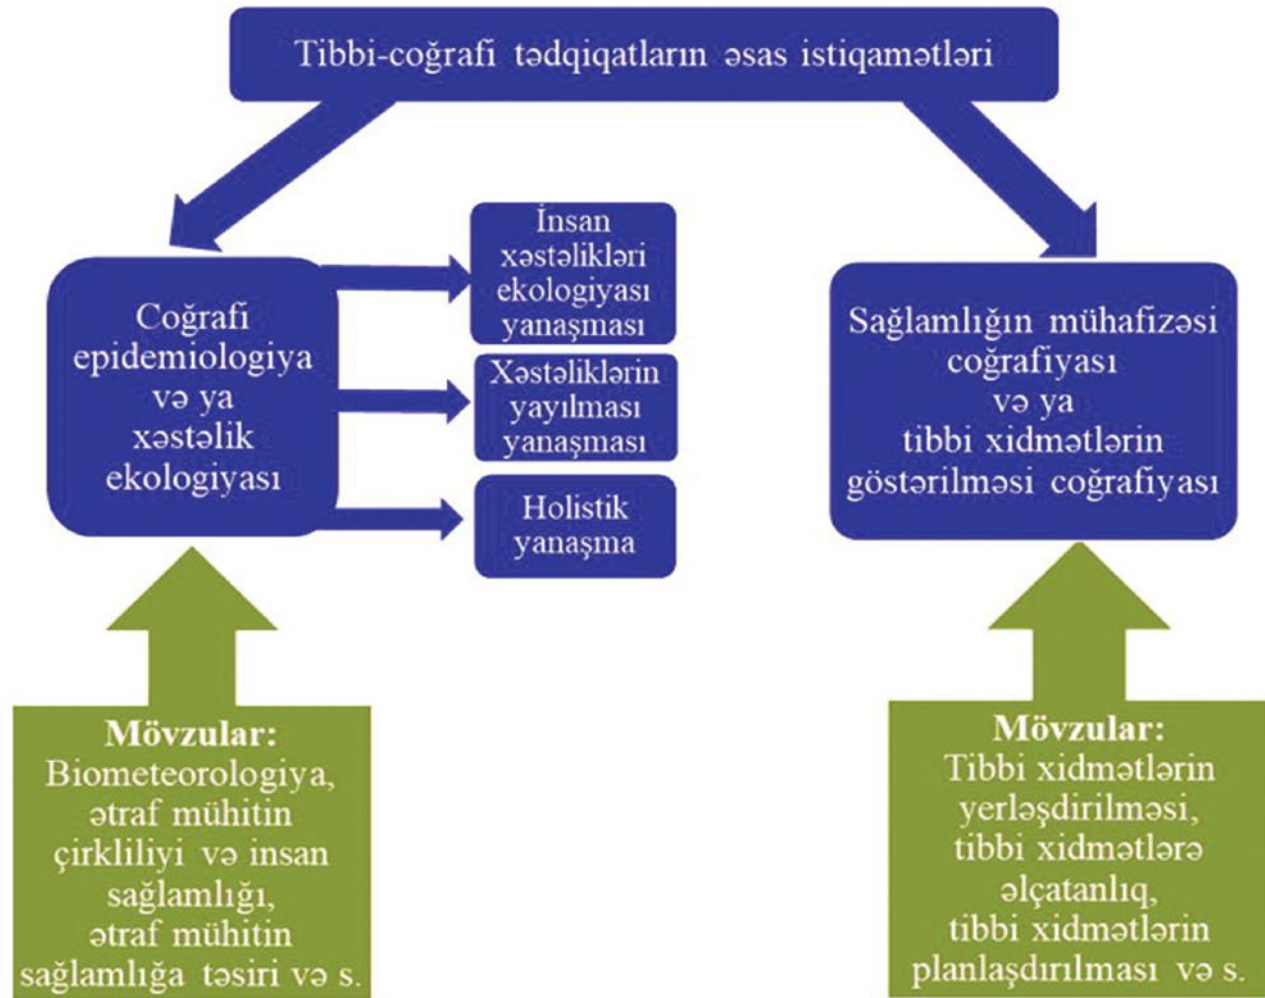 Tibbi-coğrafi tədqiqatların əsas istiqamətləri
Coğrafi
epidemiologiya
və ya
xəstəlik
ekologiyası
İnsan
xəstəlikləri
ekologiyası
yanaşması
Xəstəliklərin
yayılması
yanaşması
Holistik
yanaşma
Sağlamlığın mühafizəsi
coğrafiyası
və ya
tibbi xidmətlərin
göstərilməsi coğrafiyası
Mövzular:
Biometeorologiya,
ətraf mühitin
çirkliliyi və insan
sağlamlığı,
ətraf mühitin
sağlamlığa təsiri və s.
Mövzular:
Tibbi xidmətlərin
yerləşdirilməsi,
tibbi xidmətlərə
əlçatanlıq,
tibbi xidmətlərin
planlaşdırılması və s.